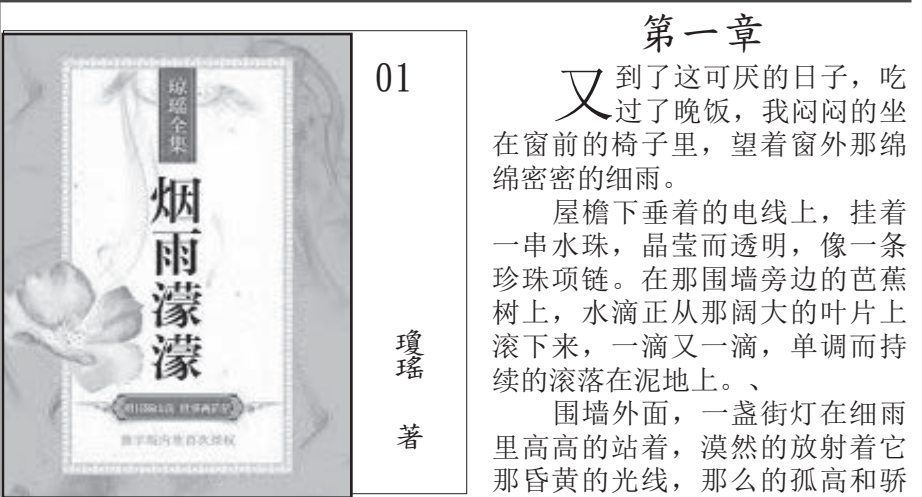 琼瑶全集
烟雨濛濛
01
瓊瑤 著
第一章
又到了这可厌的日子，吃
过了晚饭，我闷闷的坐
在窗前的椅子里，望着窗外那绵
绵密密的细雨。
屋檐下垂着的电线上，挂着
一串水珠，晶莹而透明，像一条
珍珠项链。在那围墙旁边的芭蕉
树上，水滴正从那阔大的叶片上
滚下来，一滴又一滴，单调而持
续的滚落在泥地上。、
围墙外面，一盏街灯在细雨
里高高的站着，漠然的放射着它
那昏黄的光线，那么的孤高和骄